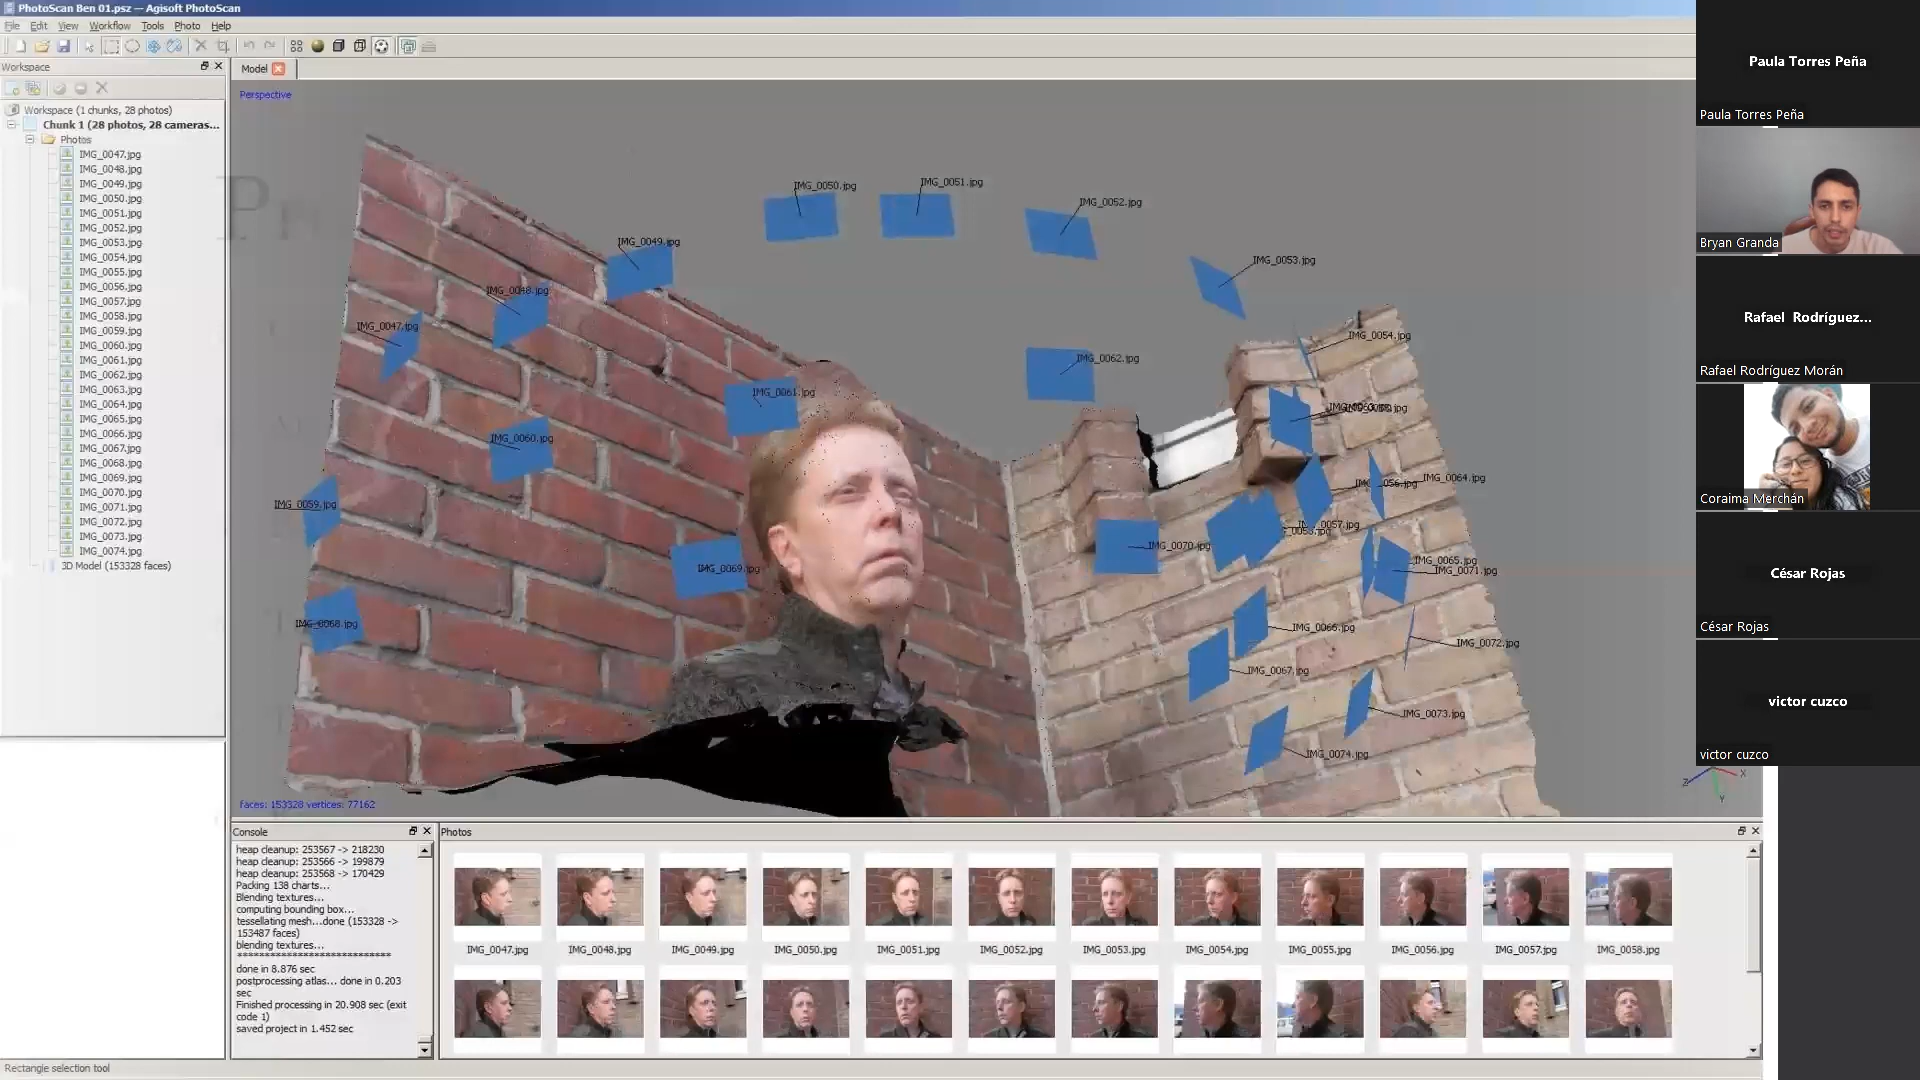 PhotoScan Ben 01.psz — Agisoft PhotoScan
File Edit View Workflow Tools Photo Help
Workspace
Workspace (1 chunks, 28 photos)
Chunk 1 (28 photos, 28 cameras...
Photos
IMG_0047.jpg
IMG_0048.jpg
IMG_0049.jpg
IMG_0050.jpg
IMG_0051.jpg
IMG_0052.jpg
IMG_0053.jpg
IMG_0054.jpg
IMG_0055.jpg
IMG_0056.jpg
IMG_0057.jpg
IMG_0058.jpg
IMG_0059.jpg
IMG_0060.jpg
IMG_0061.jpg
IMG_0062.jpg
IMG_0063.jpg
IMG_0064.jpg
IMG_0065.jpg
IMG_0066.jpg
IMG_0067.jpg
IMG_0068.jpg
IMG_0069.jpg
IMG_0070.jpg
IMG_0071.jpg
IMG_0072.jpg
IMG_0073.jpg
IMG_0074.jpg
3D Model (153328 faces)
Model
Perspective
IMG_0050.jpg
IMG_0051.jpg
IMG_0052.jpg
IMG_0049.jpg
IMG_0053.jpg
IMG_0048.jpg
IMG_0047.jpg
IMG_0054.jpg
IMG_0062.jpg
IMG_0061.jpg
IMG_0060.jpg
IMG_0064.jpg
IMG_0059.jpg
IMG_0057.jpg
IMG_0070.jpg
IMG_0065.jpg
IMG_0069.jpg
IMG_0071.jpg
IMG_0068.jpg
IMG_0066.jpg
IMG_0072.jpg
IMG_0067.jpg
IMG_0073.jpg
IMG_0074.jpg
Z X
Y
faces: 153328 vertices: 77162
Console
heap cleanup: 253567 -> 218230
heap cleanup: 253566 -> 199879
heap cleanup: 253568 -> 170429
Packing 138 charts...
Blending textures...
computing bounding box...
tessellating mesh...done (153328 ->
153487 faces)
blending textures...
******************************
done in 8.876 sec
postprocessing atlas... done in 0.203
sec
Finished processing in 20.908 sec (exit
code 1)
saved project in 1.452 sec
Photos
IMG_0047.jpg IMG_0048.jpg IMG_0049.jpg IMG_0050.jpg IMG_0051.jpg IMG_0052.jpg IMG_0053.jpg IMG_0054.jpg IMG_0055.jpg IMG_0056.jpg IMG_0057.jpg IMG_0058.jpg
Rectangle selection tool
Paula Torres Peña
Paula Torres Peña
Bryan Granda
Rafael Rodríguez...
Rafael Rodríguez Morán
Coraima Merchán
César Rojas
César Rojas
victor cuzco
victor cuzco